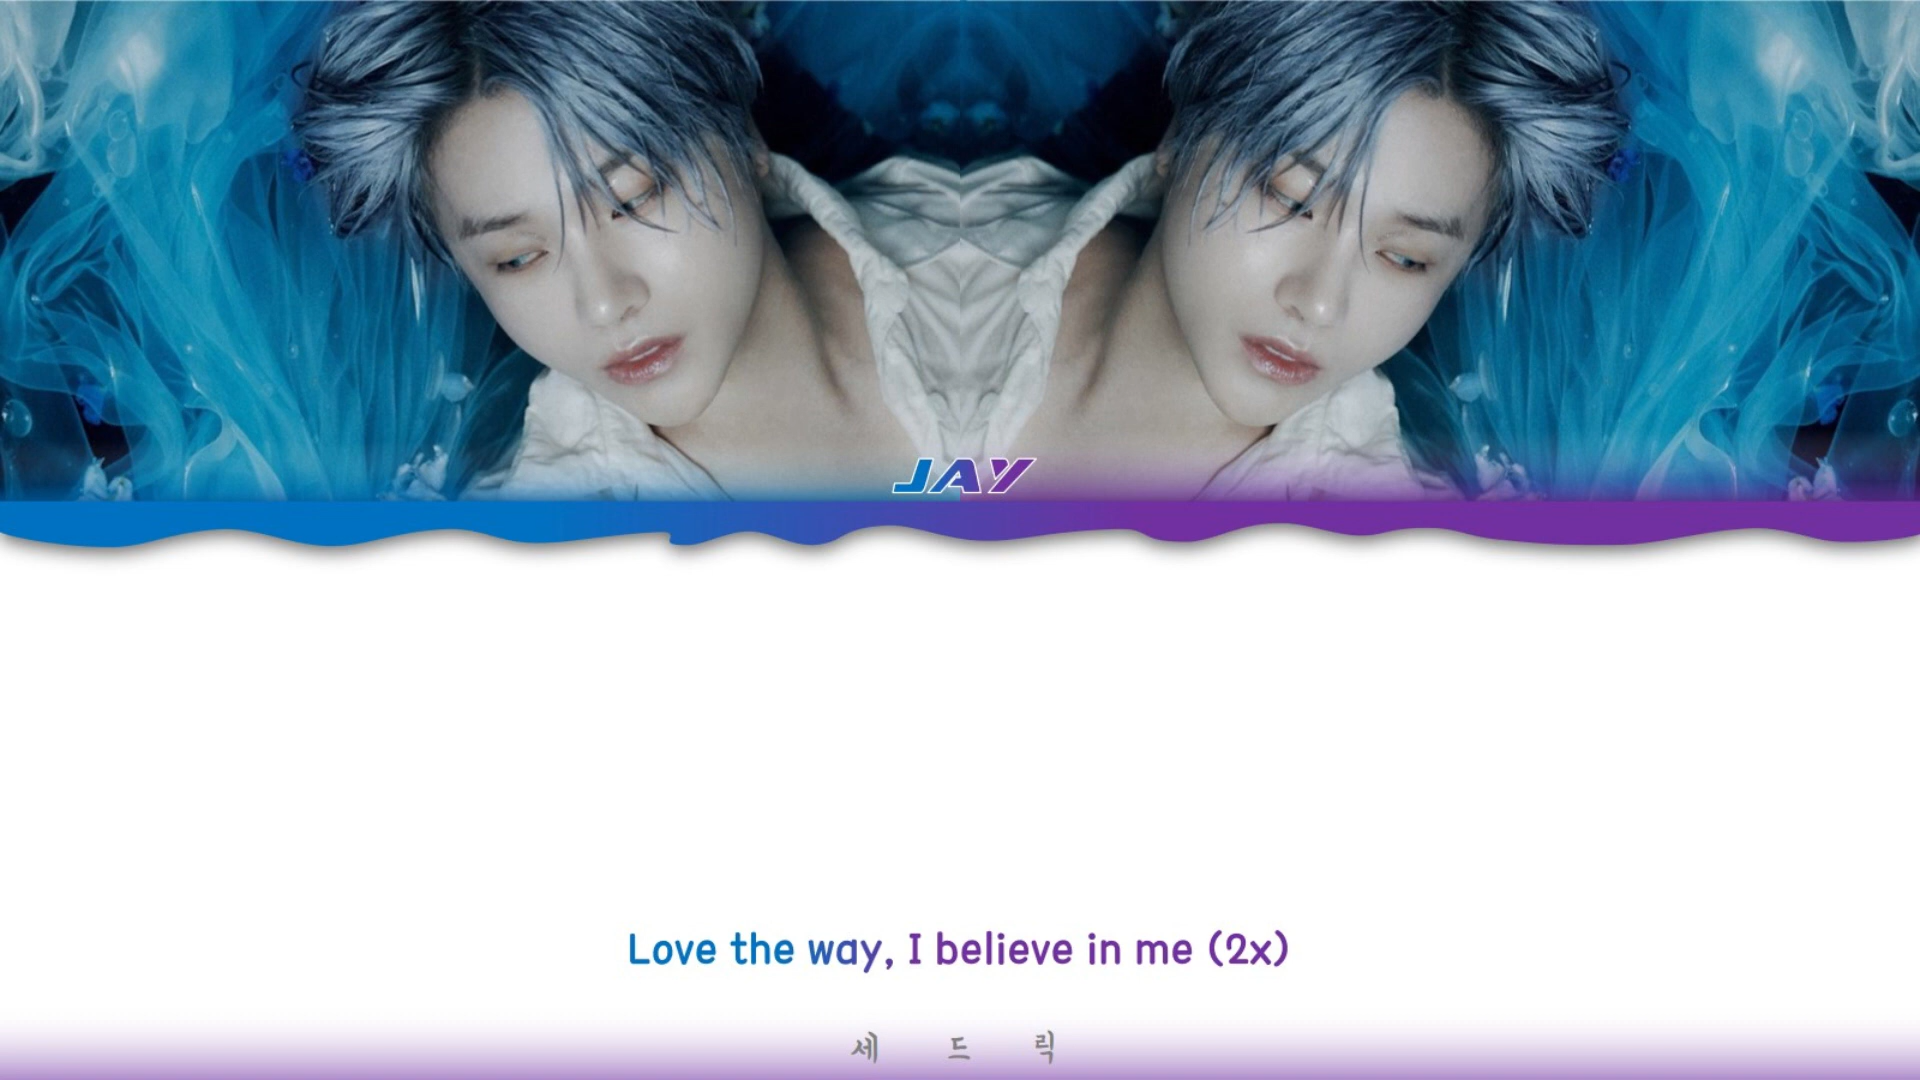 JAY
Love the way, I believe in me (2x)
세 드 릭